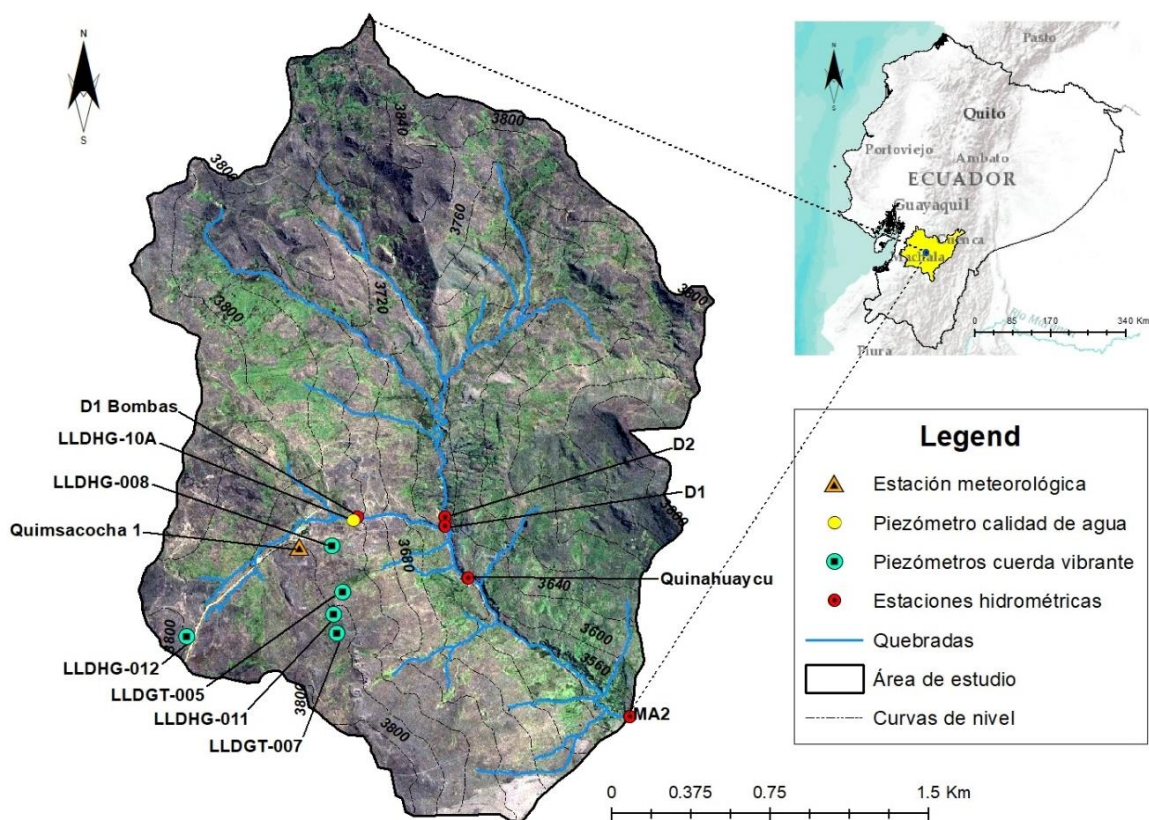 N
S
3800
3840
3800
3760
3720
3800
3600
3800
3680
3640
3600
3560
3800
3800
3800
D1 Bombas
LLDHG-10A
LLDHG-008
Quimsacocha 1
LLDHG-012
LLDGT-005
LLDHG-011
LLDGT-007
D2
D1
Quinahuaycu
MA2
0 0.375 0.75 1.5 Km
N
S
Pasto
Quito
Portoviejo
Ambato
ECUADOR
Guayaquil
Machala
Piura
0 85 170 340 KM
Legend
Estación meteorológica
Piezómetro calidad de agua
Piezómetros cuerda vibrante
Estaciones hidrométricas
Quebradas
Área de estudio
Curvas de nivel